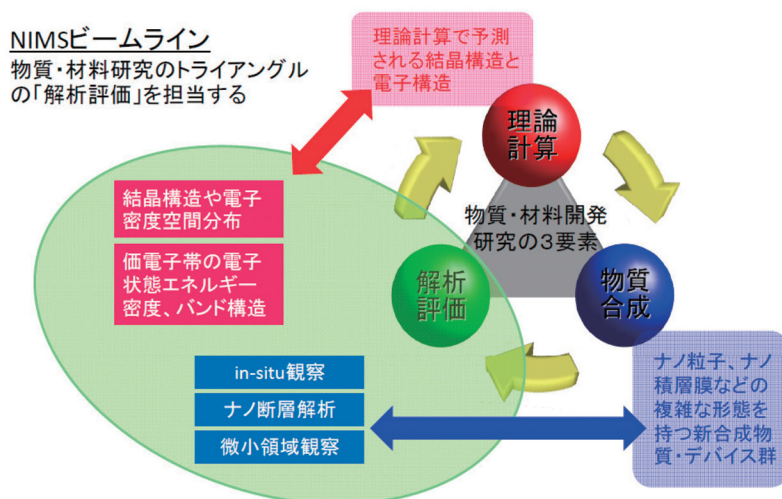 NIMSビームライン
物質・材料研究のトライアングル
の「解析評価」を担当する
理論計算で予測
される結晶構造と
電子構造
理論
計算
結晶構造や電子
密度空間分布
物質・材料開発
研究の3要素
価電子帯の電子
状態エネルギー
密度、バンド構造
解析
評価
物質
合成
in-situ観察
ナノ断層解析
微小領域観察
ナノ粒子、ナノ
積層膜などの
複雑な形態を
持つ新合成物
質・デバイス群